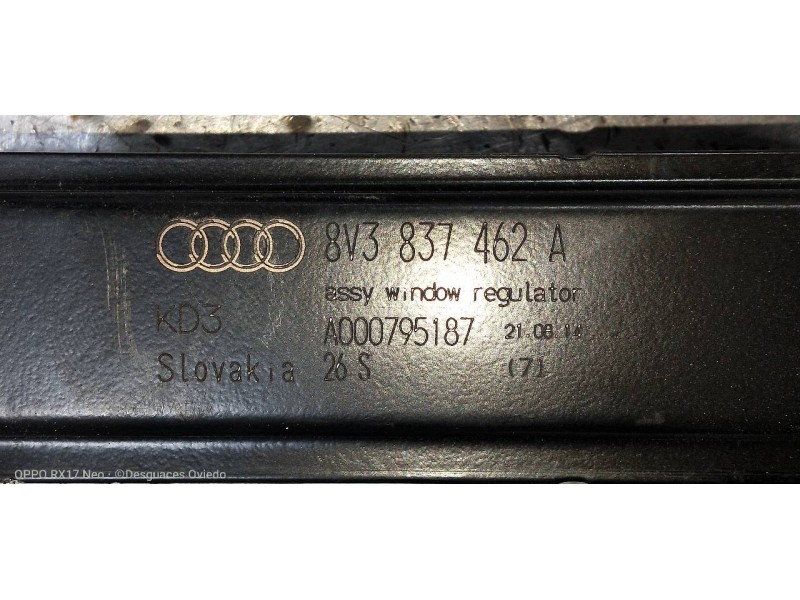 8V3 837 462 A
assy window regulator
KD3 A000795187 21.08.14
Slovakia 26 S (7)
OPPO RX17 Neo · ©Desguaces Oviedo